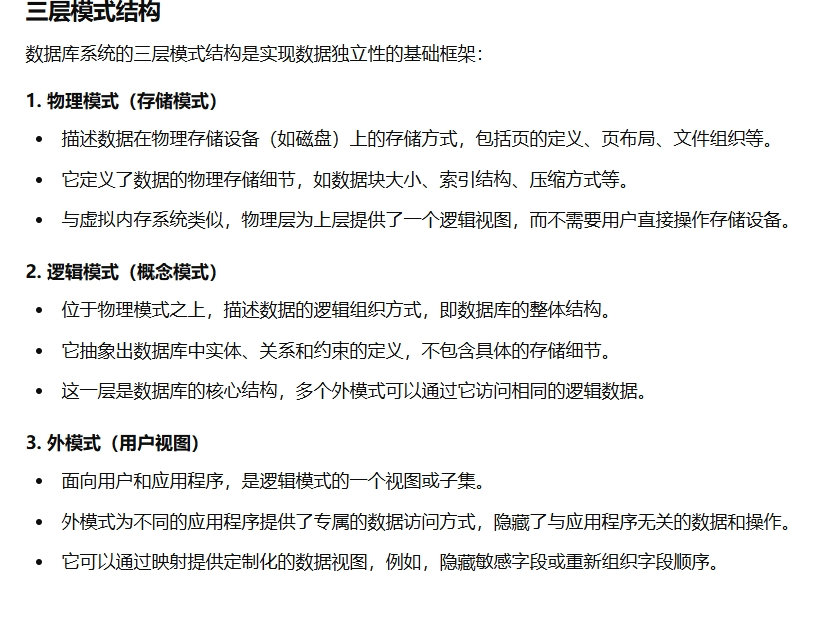 三层模式结构
数据库系统的三层模式结构是实现数据独立性的基础框架：
1. 物理模式（存储模式）
• 描述数据在物理存储设备（如磁盘）上的存储方式，包括页的定义、页布局、文件组织等。
• 它定义了数据的物理存储细节，如数据块大小、索引结构、压缩方式等。
• 与虚拟内存系统类似，物理层为上层提供了一个逻辑视图，而不需要用户直接操作存储设备。
2. 逻辑模式（概念模式）
• 位于物理模式之上，描述数据的逻辑组织方式，即数据库的整体结构。
• 它抽象出数据库中实体、关系和约束的定义，不包含具体的存储细节。
• 这一层是数据库的核心结构，多个外模式可以通过它访问相同的逻辑数据。
3. 外模式（用户视图）
• 面向用户和应用程序，是逻辑模式的一个视图或子集。
• 外模式为不同的应用程序提供了专属的数据访问方式，隐藏了与应用程序无关的数据和操作。
• 它可以通过映射提供定制化的数据视图，例如，隐藏敏感字段或重新组织字段顺序。